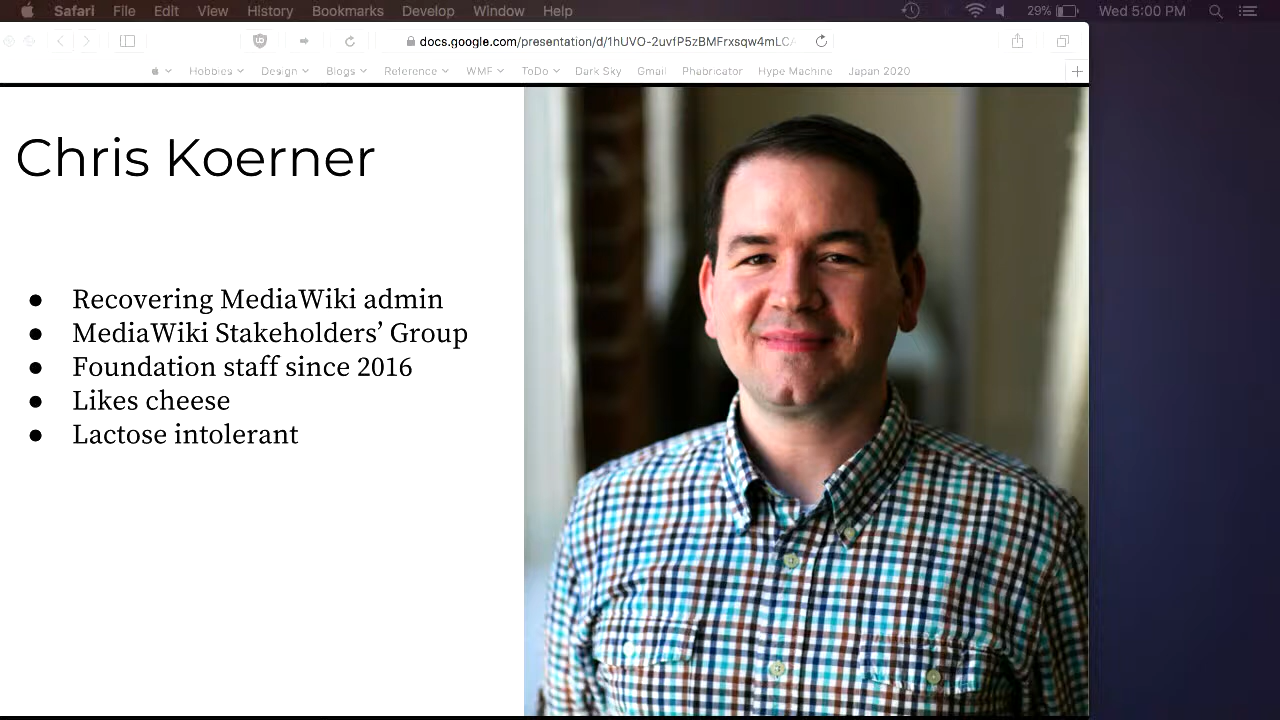 Safari File Edit View History Bookmarks Develop Window Help 29% Wed 5:00 PM
docs.google.com/presentation/d/1hUVO-2uvfP5zBMFrxsqw4mLC
Hobbies Design Blogs Reference WMF ToDo Dark Sky Gmail Phabricator Hype Machine Japan 2020
Chris Koerner
● Recovering MediaWiki admin
● MediaWiki Stakeholders’ Group
● Foundation staff since 2016
● Likes cheese
● Lactose intolerant